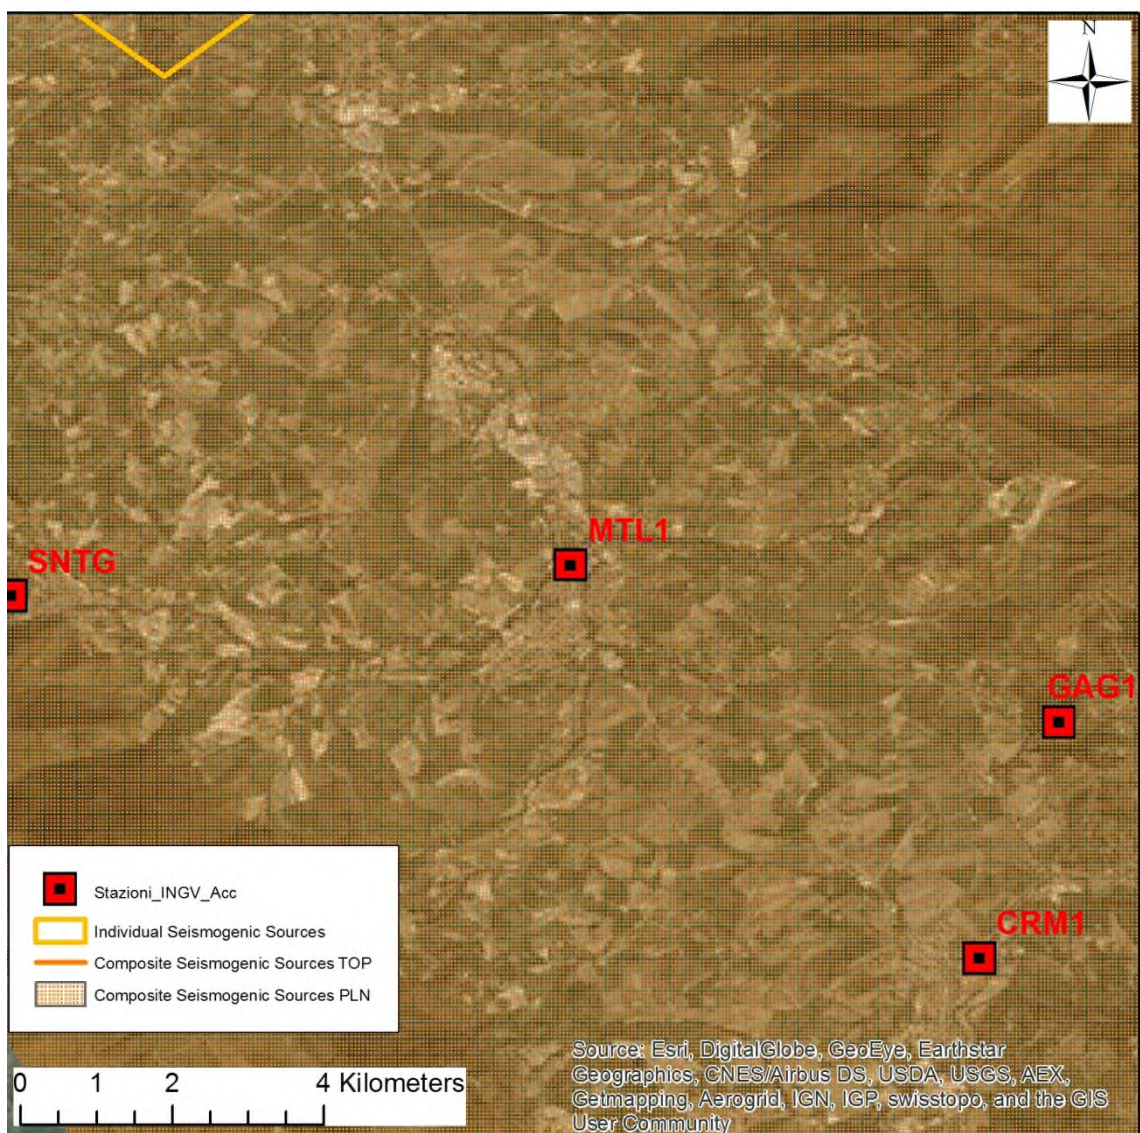 N
MTL1
SNTG
GAG1
CRM1
Stazioni_INGV_Acc
Individual Seismogenic Sources
Composite Seismogenic Sources TOP
Composite Seismogenic Sources PLN
0 1 2 4 Kilometers
Source: Esri, DigitalGlobe, GeoEye, Earthstar
Geographics, CNES/Airbus DS, USDA, USGS, AEX,
Getmapping, Aerogrid, IGN, IGP, swisstopo, and the GIS
User Community